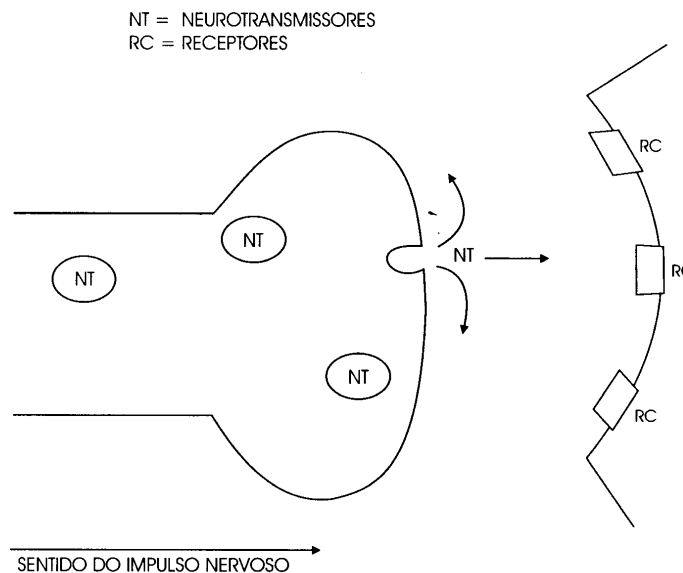 NT = NEUROTRANSMISSORES
RC = RECEPTORES
RC
NT
NT
NT
RC
NT
RC
SENTIDO DO IMPULSO NERVOSO